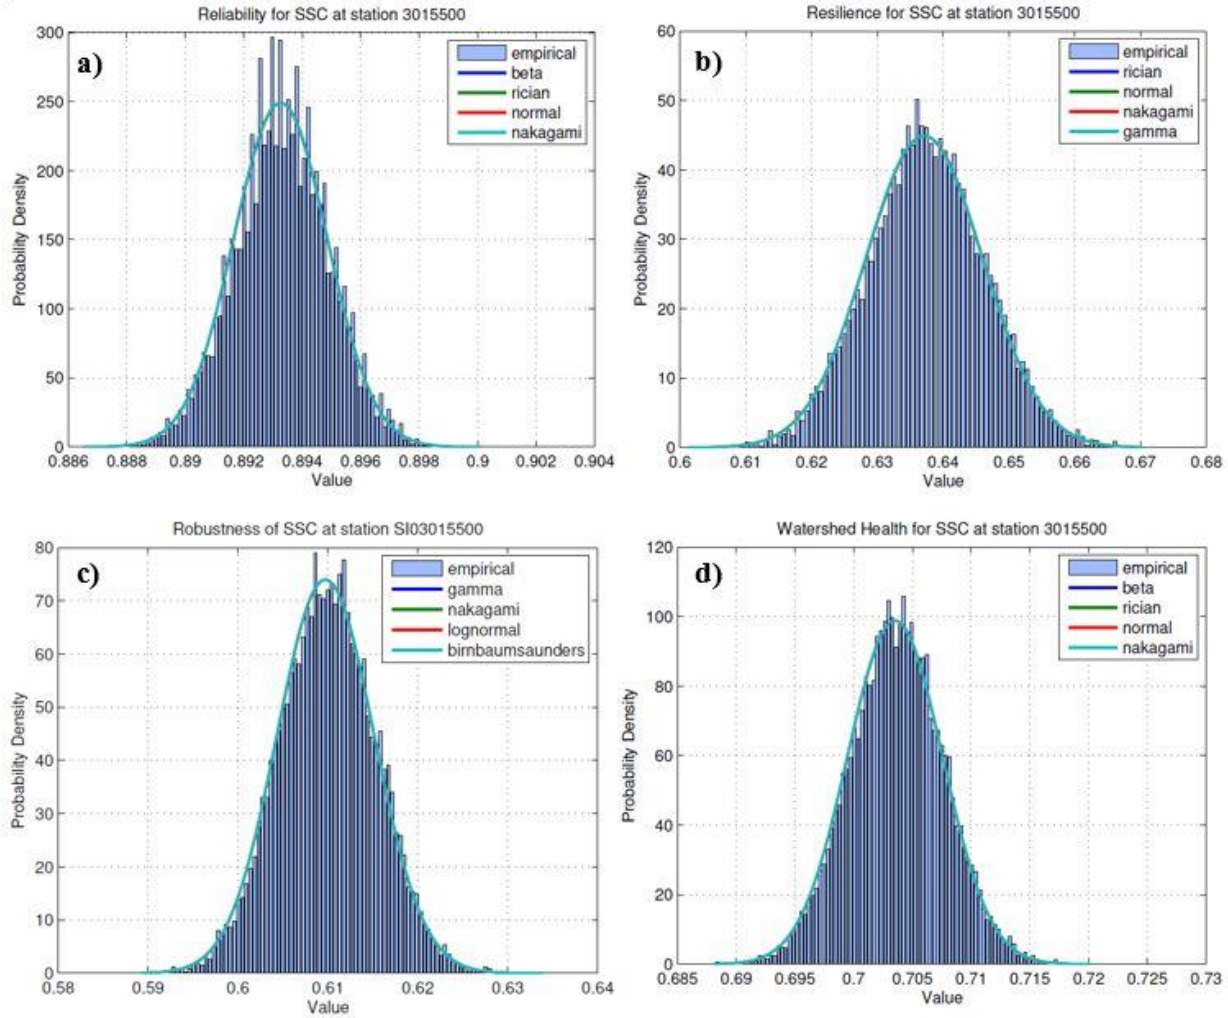 Reliability for SSC at station 3015500
a)
empirical
beta
rician
normal
nakagami
300
250
200
150
100
50
0
Probability Density
0.886 0.888 0.89 0.892 0.894 0.896 0.898 0.9 0.902 0.904
Value
Resilience for SSC at station 3015500
b)
empirical
rician
normal
nakagami
gamma
60
50
40
30
20
10
0
Probability Density
0.6 0.61 0.62 0.63 0.64 0.65 0.66 0.67 0.68
Value
Robustness of SSC at station SI03015500
c)
empirical
gamma
nakagami
lognormal
birnbaumsaunders
80
70
60
50
40
30
20
10
0
Probability Density
0.58 0.59 0.6 0.61 0.62 0.63 0.64
Value
Watershed Health for SSC at station 3015500
d)
empirical
beta
rician
normal
nakagami
120
100
80
60
40
20
0
Probability Density
0.685 0.69 0.695 0.7 0.705 0.71 0.715 0.72 0.725 0.73
Value